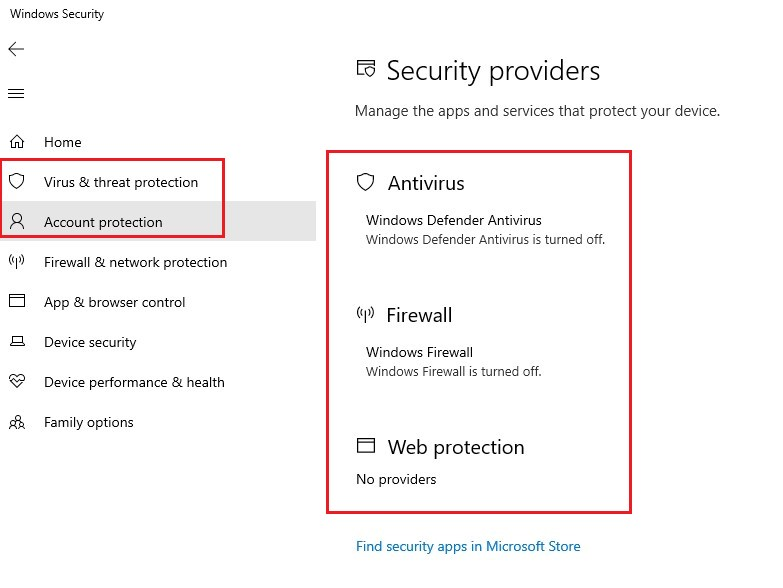 Windows Security
Home
Virus & threat protection
Account protection
Firewall & network protection
App & browser control
Device security
Device performance & health
Family options
Security providers
Manage the apps and services that protect your device.
Antivirus
Windows Defender Antivirus
Windows Defender Antivirus is turned off.
Firewall
Windows Firewall
Windows Firewall is turned off.
Web protection
No providers
Find security apps in Microsoft Store